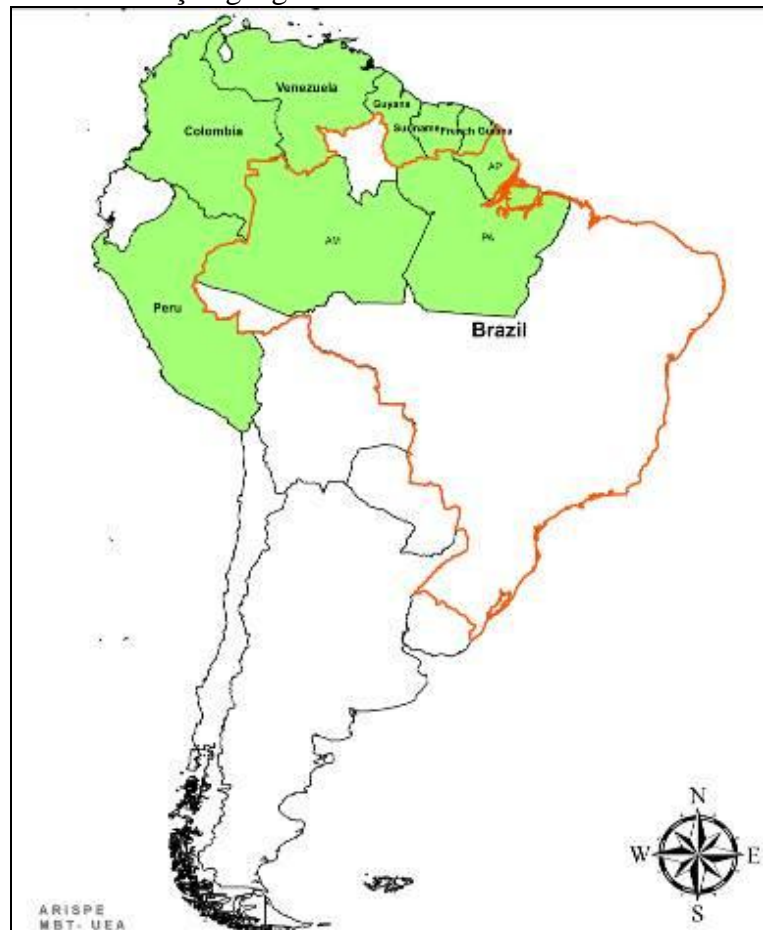 Venezuela
Guyana
Suriname
French Guiana
Colombia
AP
AM
PA
Peru
Brazil
N
W
E
S
ARiSPE
MBT- UEA